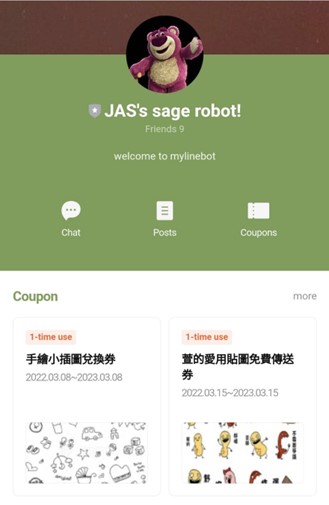 JAS's sage robot!
Friends 9
welcome to mylinebot
Chat
Posts
Coupons
Coupon
more
1-time use
手繪小插圖兌換券
2022.03.08~2023.03.08
1-time use
萱的愛用貼圖免費傳送
券
2022.03.15~2023.03.15